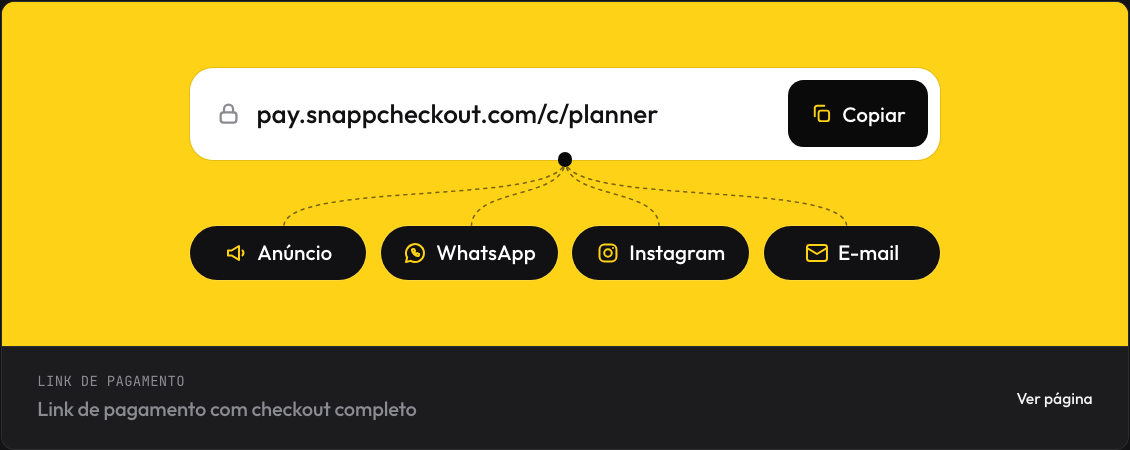 pay.snappcheckout.com/c/planner
Copiar
Anúncio
WhatsApp
Instagram
E-mail
LINK DE PAGAMENTO
Link de pagamento com checkout completo
Ver página